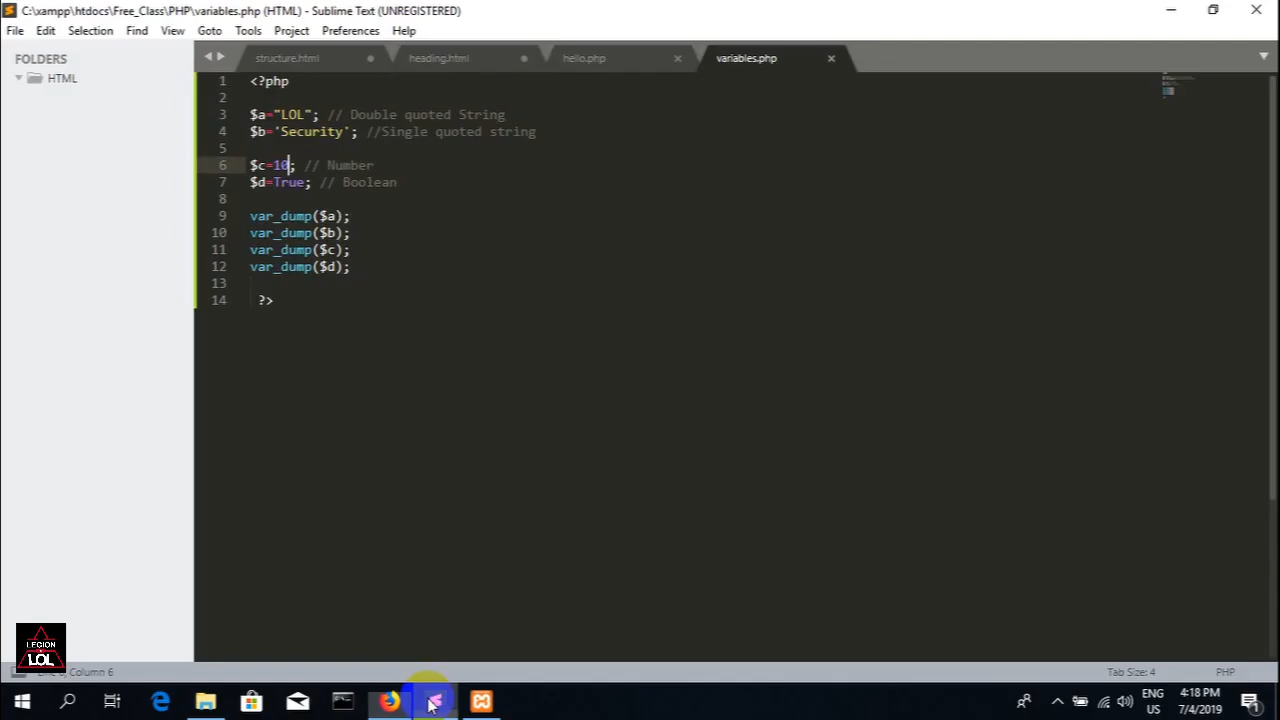 C:\xampp\htdocs\Free_Class\PHP\variables.php (HTML) - Sublime Text (UNREGISTERED)
File Edit Selection Find View Goto Tools Project Preferences Help
FOLDERS
HTML
structure.html heading.html hello.php variables.php
1 <?php
2
3 $a="LOL"; // Double quoted String
4 $b='Security'; //Single quoted string
5
6 $c=10; // Number
7 $d=True; // Boolean
8
9 var_dump($a);
10 var_dump($b);
11 var_dump($c);
12 var_dump($d);
13
14 ?>
LEGION
LOL
Column 6 Tab Size: 4 PHP
ENG 4:18 PM
US 7/4/2019
1